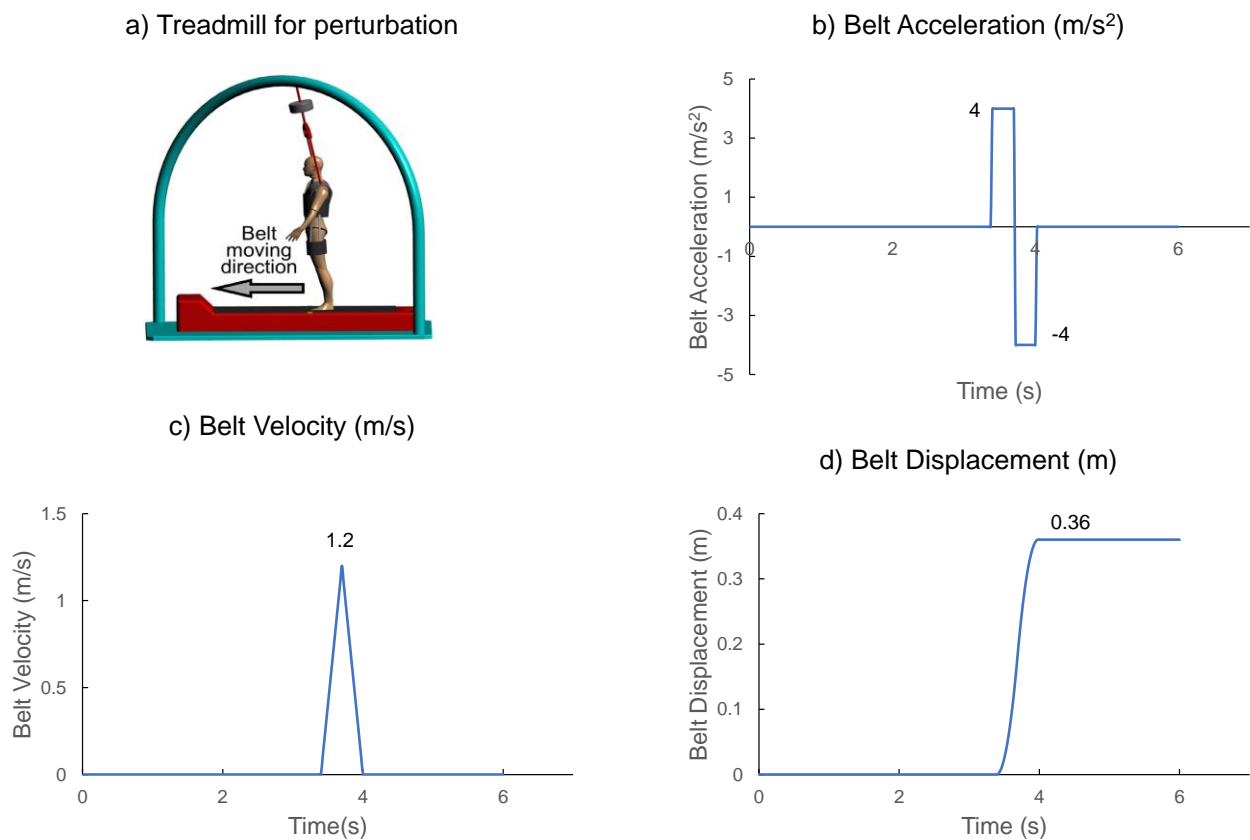 a) Treadmill for perturbation
Belt
moving
direction
b) Belt Acceleration (m/s²)
Belt Acceleration (m/s²)
5
3
1
-1
-3
-5
4
-4
0
2
4
6
Time (s)
c) Belt Velocity (m/s)
Belt Velocity (m/s)
1.5
1
0.5
0
1.2
0
2
4
6
Time(s)
d) Belt Displacement (m)
Belt Displacement (m)
0.4
0.3
0.2
0.1
0
0.36
0
2
4
6
Time (s)